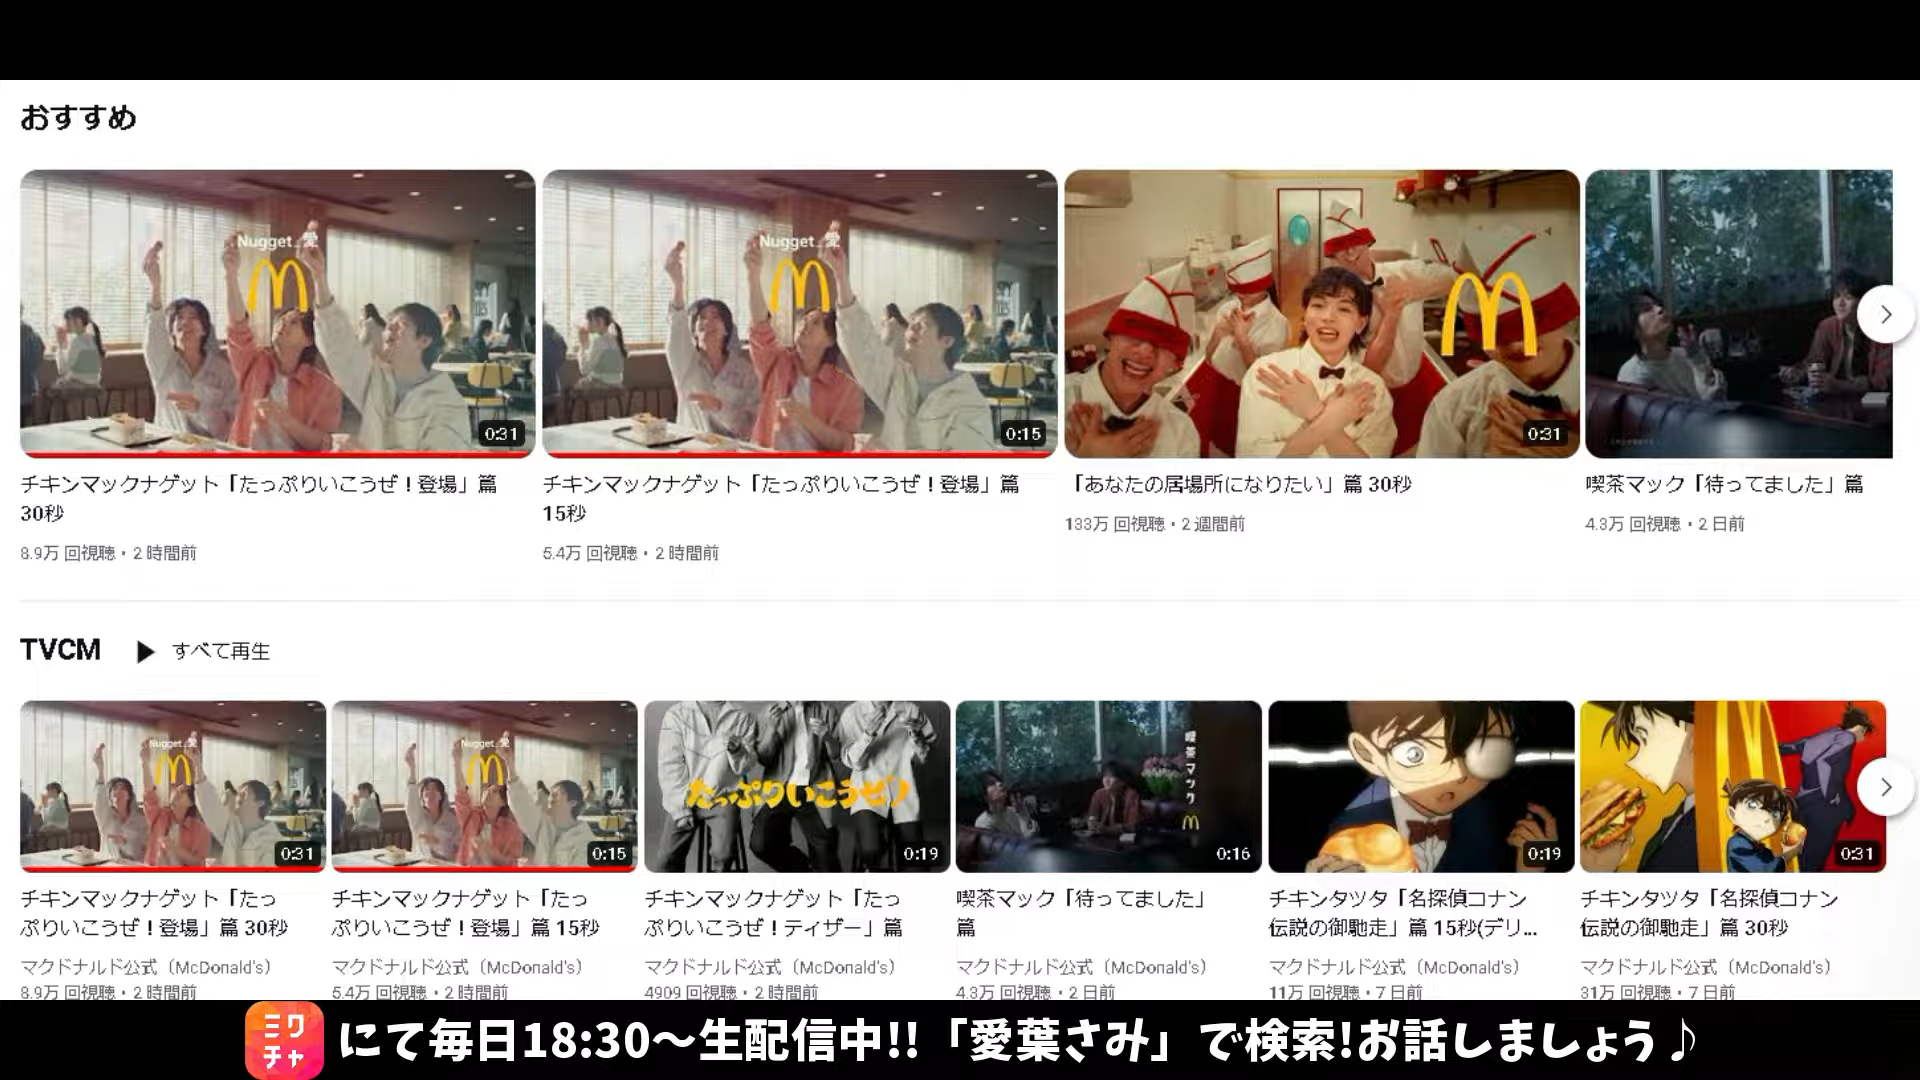 おすすめ
Nugget 愛
0:31
Nugget 愛
0:15
0:31
チキンマックナゲット「たっぷりいこうぜ！登場」篇
30秒
8.9万 回視聴・2 時間前
チキンマックナゲット「たっぷりいこうぜ！登場」篇
15秒
5.4万 回視聴・2 時間前
「あなたの居場所になりたい」篇 30秒
133万 回視聴・2 週間前
喫茶マック「待ってました」篇
4.3万 回視聴・2 日前
TVCM
すべて再生
Nugget 愛
0:31
Nugget 愛
0:15
たっぷりいこうぜ！
0:19
喫茶マック
0:16
0:19
0:31
チキンマックナゲット「たっ
ぷりいこうぜ！登場」篇 30秒
マクドナルド公式（McDonald's）
8.9万 回視聴・2 時間前
チキンマックナゲット「たっ
ぷりいこうぜ！登場」篇 15秒
マクドナルド公式（McDonald's）
5.4万 回視聴・2 時間前
チキンマックナゲット「たっ
ぷりいこうぜ！ティザー」篇
マクドナルド公式（McDonald's）
4909 回視聴・2 時間前
喫茶マック「待ってました」
篇
マクドナルド公式（McDonald's）
4.3万 回視聴・2 日前
チキンタツタ「名探偵コナン
伝説の御馳走」篇 15秒(デリ...
マクドナルド公式（McDonald's）
11万 回視聴・7 日前
チキンタツタ「名探偵コナン
伝説の御馳走」篇 30秒
マクドナルド公式（McDonald's）
31万 回視聴・7 日前
ミクチャ
にて毎日18:30～生配信中!!「愛葉さみ」で検索!お話しましょう♪